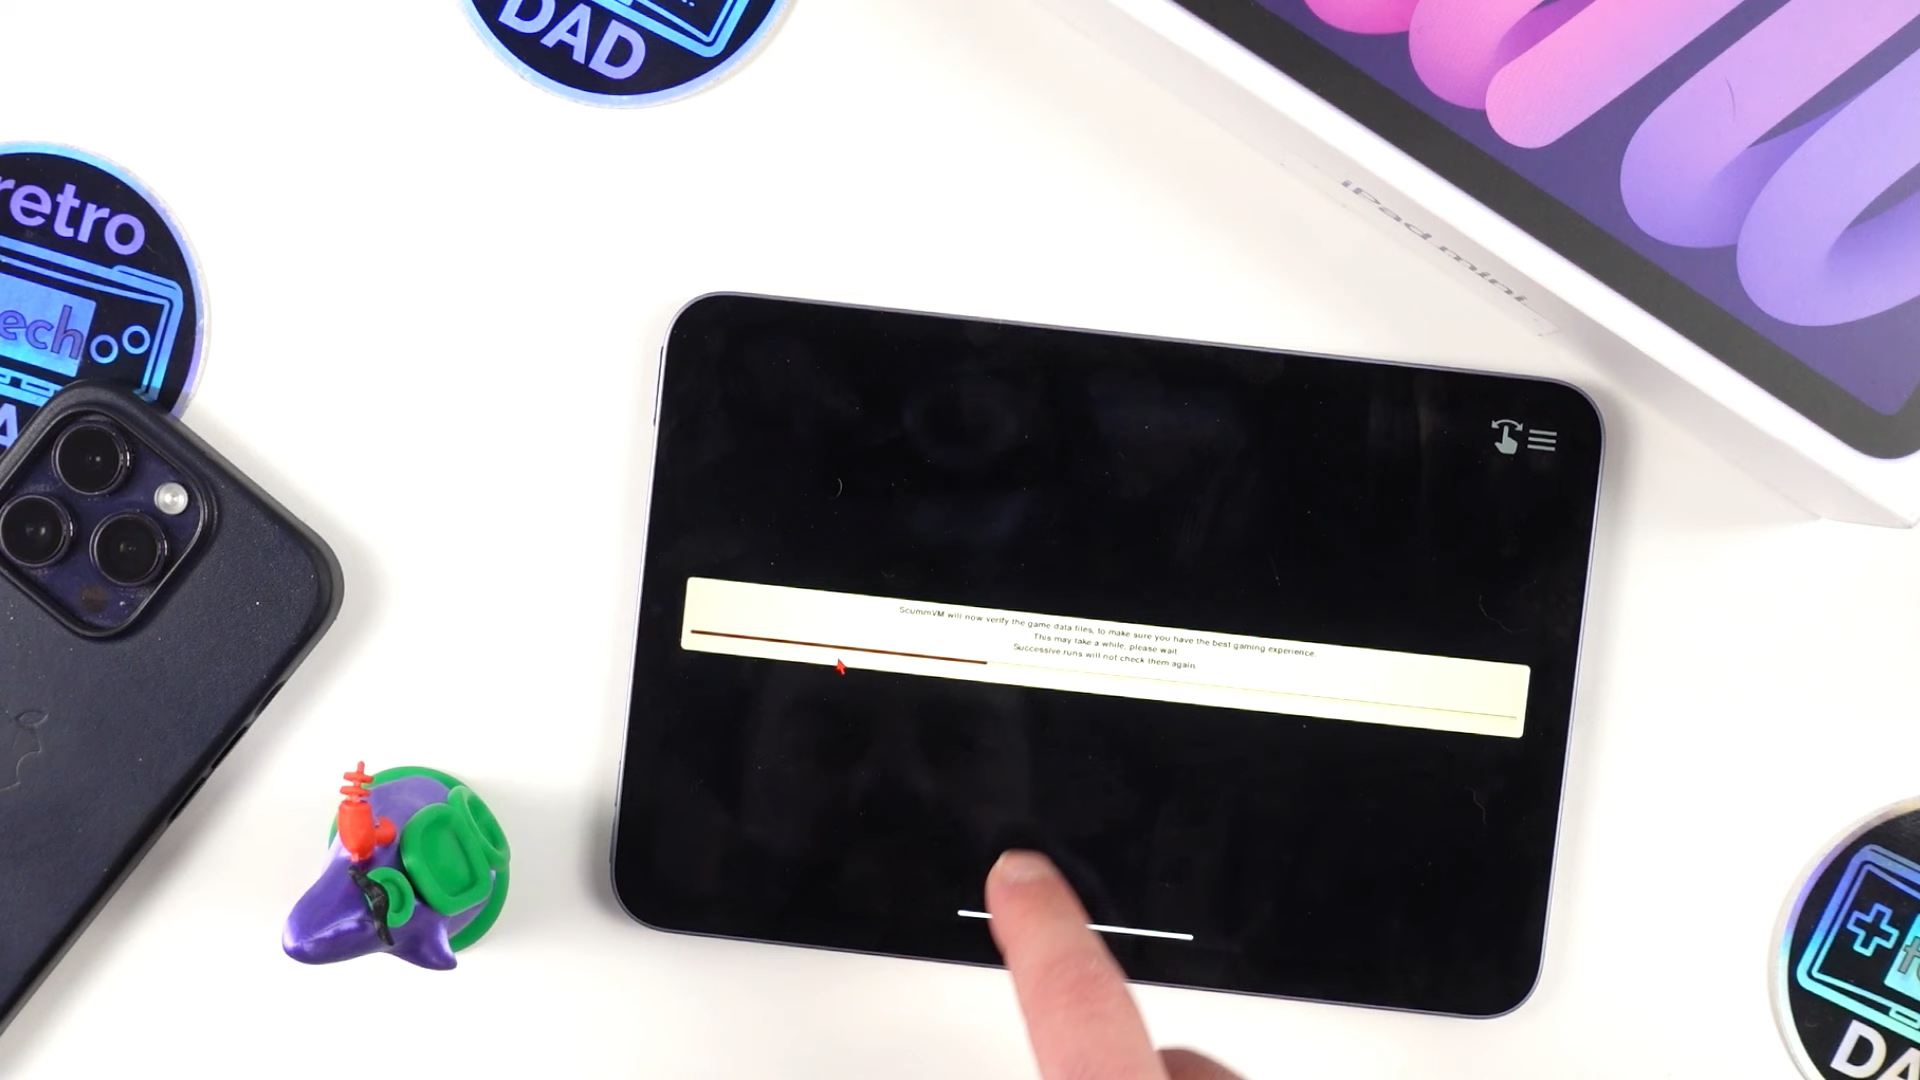 DAD
retro
ech
A
iPad mini
ScummVM will now verify the game data files, to make sure you have the best gaming experience.
This may take a while, please wait.
Successive runs will not check them again.
DA